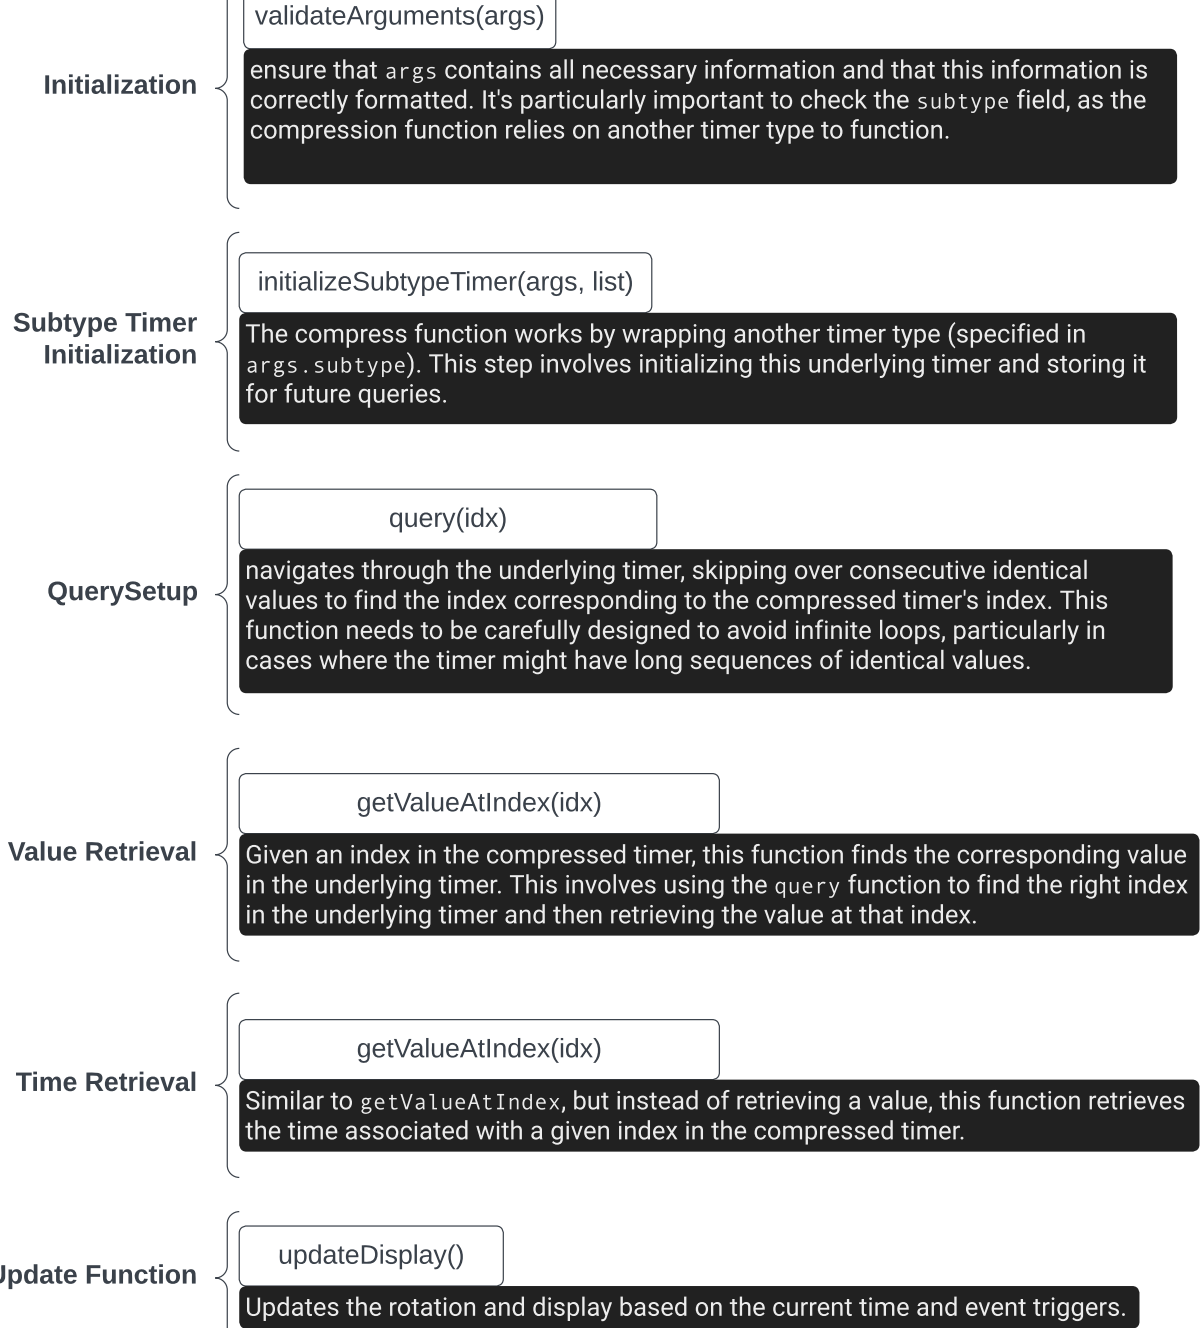 validateArguments(args)
Initialization
ensure that args contains all necessary information and that this information is
correctly formatted. It's particularly important to check the subtype field, as the
compression function relies on another timer type to function.
Subtype Timer
Initialization
initializeSubtypeTimer(args, list)
The compress function works by wrapping another timer type (specified in
args.subtype). This step involves initializing this underlying timer and storing it
for future queries.
QuerySetup
query(idx)
navigates through the underlying timer, skipping over consecutive identical
values to find the index corresponding to the compressed timer's index. This
function needs to be carefully designed to avoid infinite loops, particularly in
cases where the timer might have long sequences of identical values.
Value Retrieval
getValueAtIndex(idx)
Given an index in the compressed timer, this function finds the corresponding value
in the underlying timer. This involves using the query function to find the right index
in the underlying timer and then retrieving the value at that index.
Time Retrieval
getValueAtIndex(idx)
Similar to getValueAtIndex, but instead of retrieving a value, this function retrieves
the time associated with a given index in the compressed timer.
Update Function
updateDisplay()
Updates the rotation and display based on the current time and event triggers.